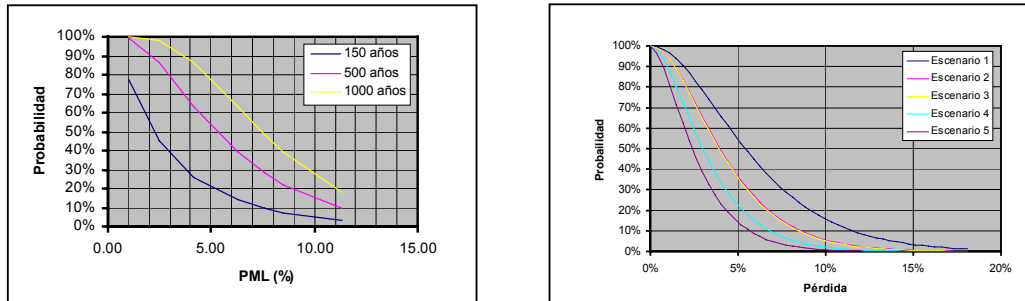 100%
90%
80%
70%
60%
50%
40%
30%
20%
10%
0%
Probabilidad
0.00
5.00
10.00
15.00
PML (%)
150 años
500 años
1000 años
100%
90%
80%
70%
60%
50%
40%
30%
20%
10%
0%
Probailidad
0%
5%
10%
15%
20%
Pérdida
Escenario 1
Escenario 2
Escenario 3
Escenario 4
Escenario 5